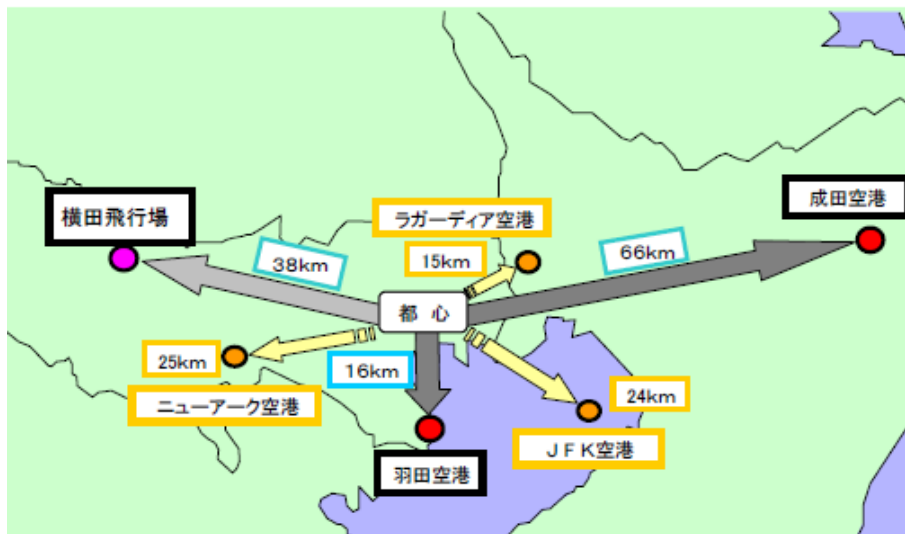 横田飛行場
ラガーディア空港
成田空港
38km
15km
66km
都 心
25km
16km
24km
ニューアーク空港
JFK空港
羽田空港